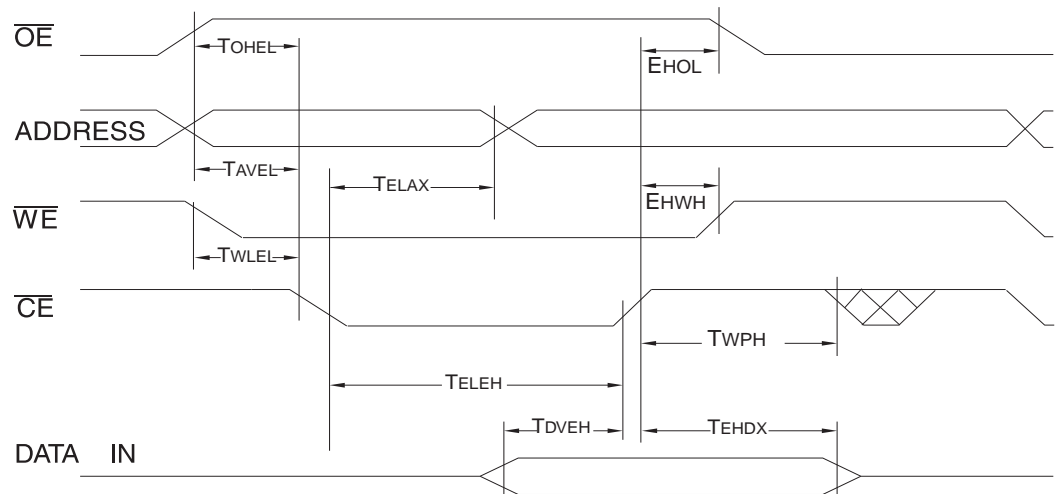 OE
TOHEL
EHOL
ADDRESS
TAVEL
TELAX
EHWH
WE
TWLEL
CE
TWPH
TELEH
TDVEH
TEHDX
DATA IN